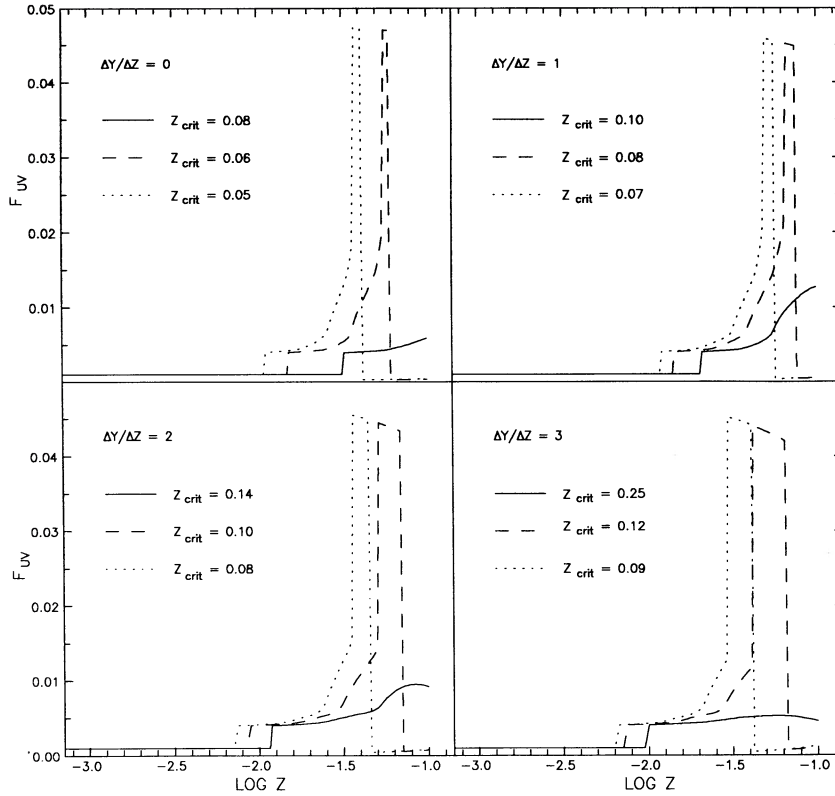 0.05
0.04
0.03
0.02
0.01
F UV
ΔY/ΔZ = 0
Z crit = 0.08
Z crit = 0.06
Z crit = 0.05
ΔY/ΔZ = 1
Z crit = 0.10
Z crit = 0.08
Z crit = 0.07
0.04
0.03
0.02
0.01
0.00
F UV
ΔY/ΔZ = 2
Z crit = 0.14
Z crit = 0.10
Z crit = 0.08
ΔY/ΔZ = 3
Z crit = 0.25
Z crit = 0.12
Z crit = 0.09
−3.0 −2.5 −2.0 −1.5 −1.0
LOG Z
−3.0 −2.5 −2.0 −1.5 −1.0
LOG Z